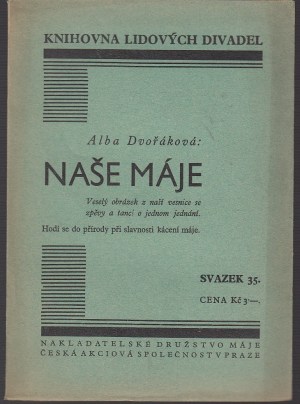 KNIHOVNA LIDOVÝCH DIVADEL
Alba Dvořáková:
NAŠE MÁJE
Veselý obrázek z naší vesnice se
zpěvy a tanci o jednom jednání.
Hodí se do přírody při slavnosti kácení máje.
SVAZEK 35.
CENA Kč 3·—.
NAKLADATELSKÉ DRUŽSTVO MÁJE
ČESKÁ AKCIOVÁ SPOLEČNOST V PRAZE